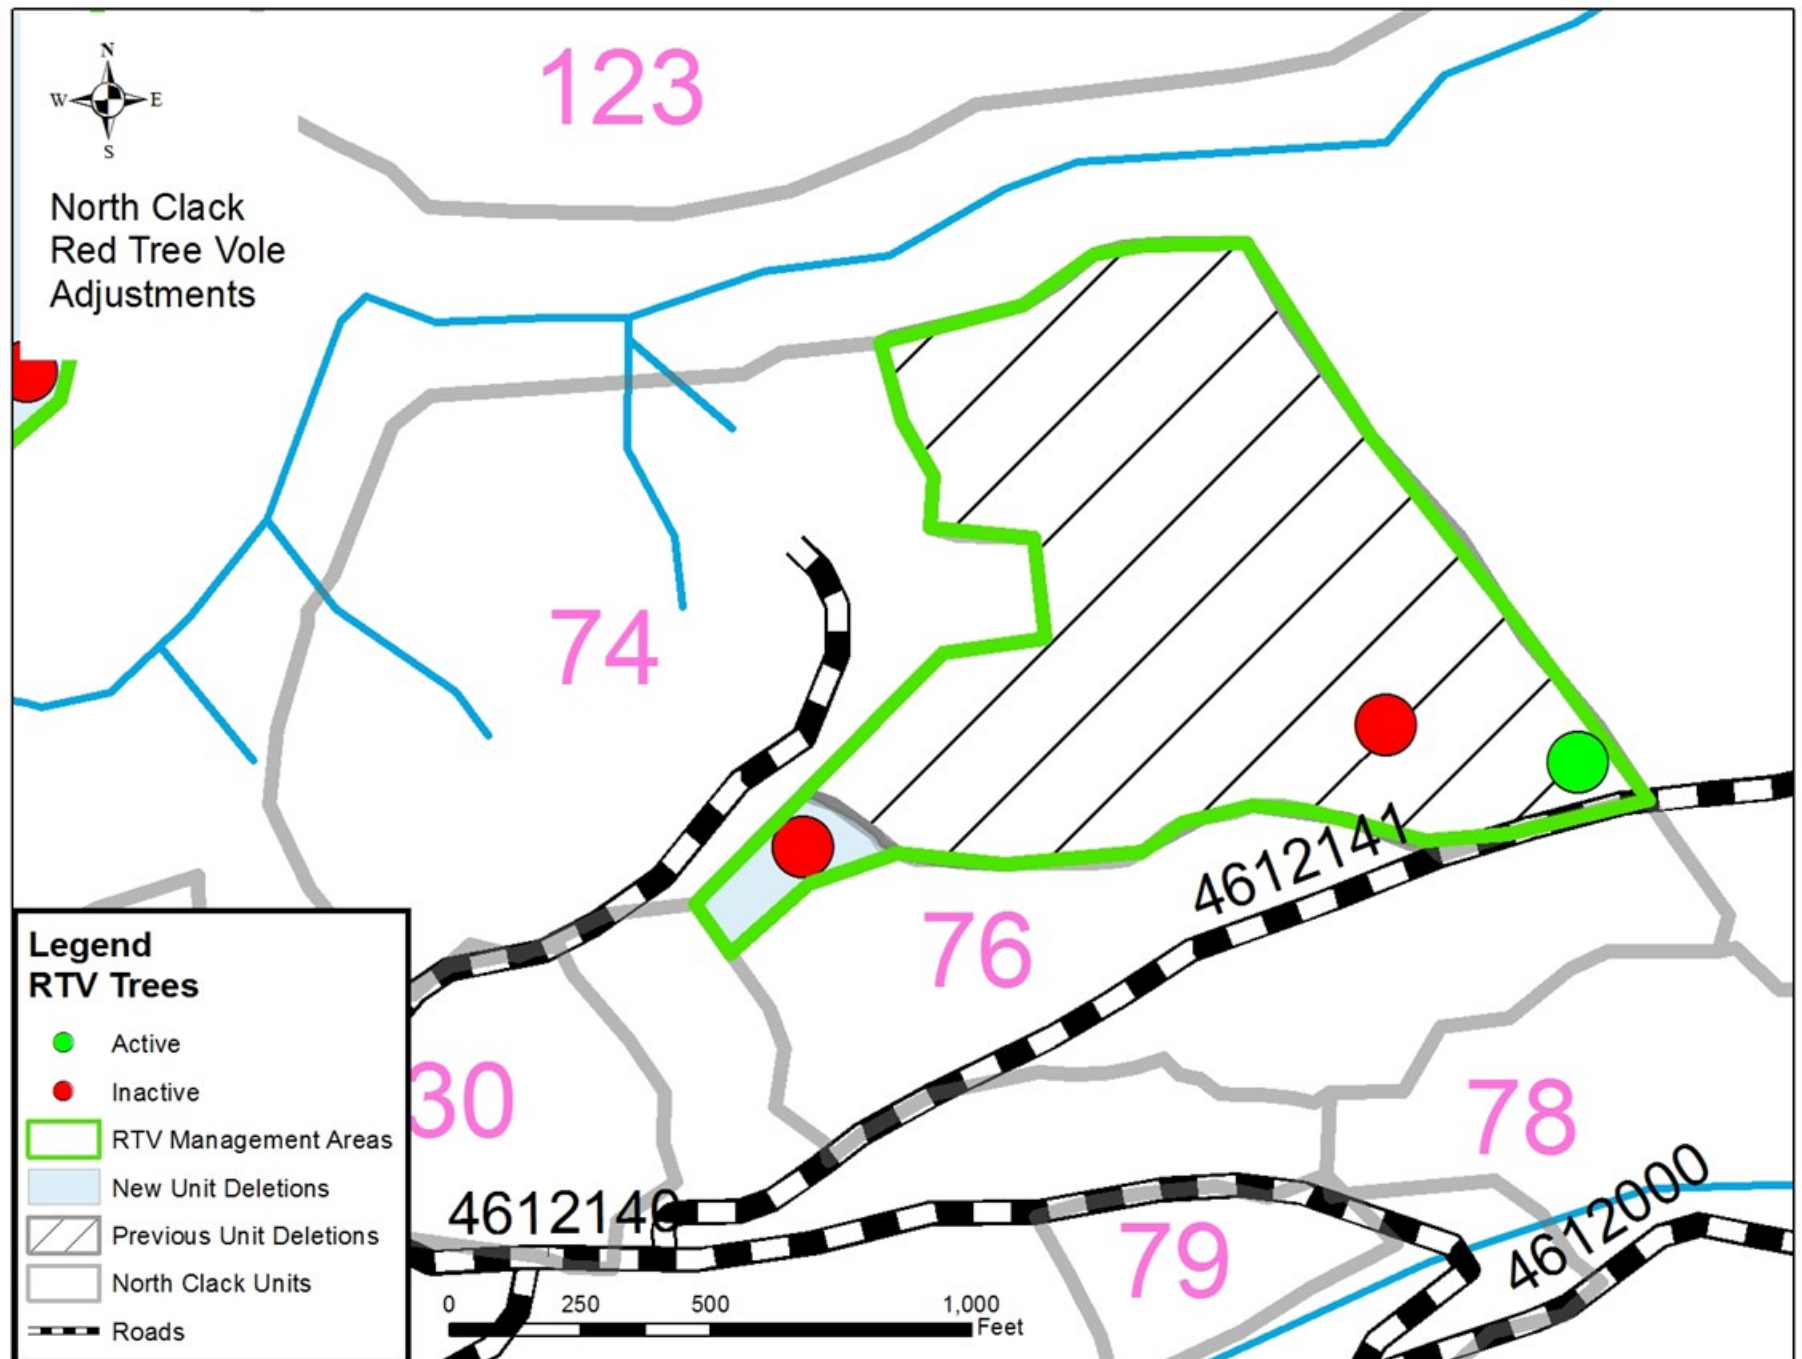 N
W E
S
North Clack
Red Tree Vole
Adjustments
123
74
76
4612141
30
78
4612140
79
4612000
Legend
RTV Trees
Active
Inactive
RTV Management Areas
New Unit Deletions
Previous Unit Deletions
North Clack Units
Roads
0 250 500 1,000
Feet